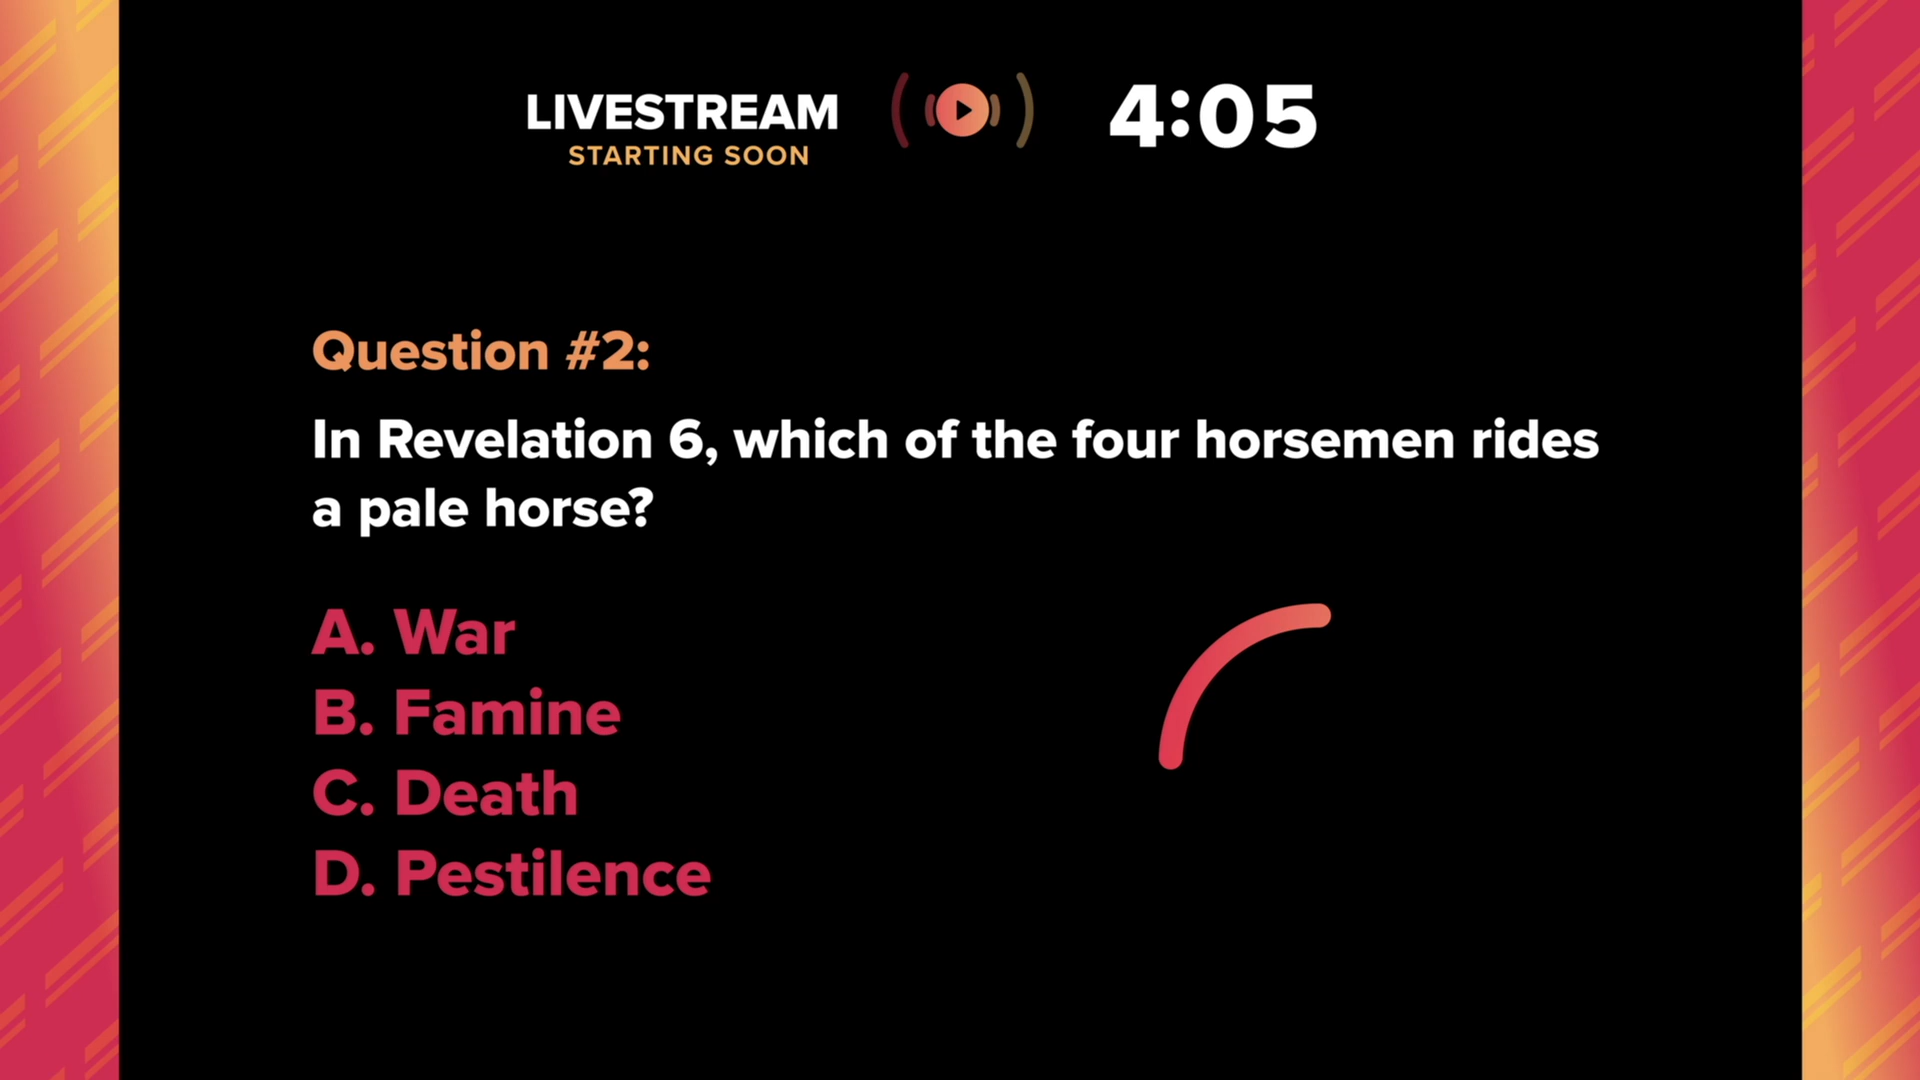 LIVESTREAM
STARTING SOON
4:05
Question #2:
In Revelation 6, which of the four horsemen rides
a pale horse?
A. War
B. Famine
C. Death
D. Pestilence